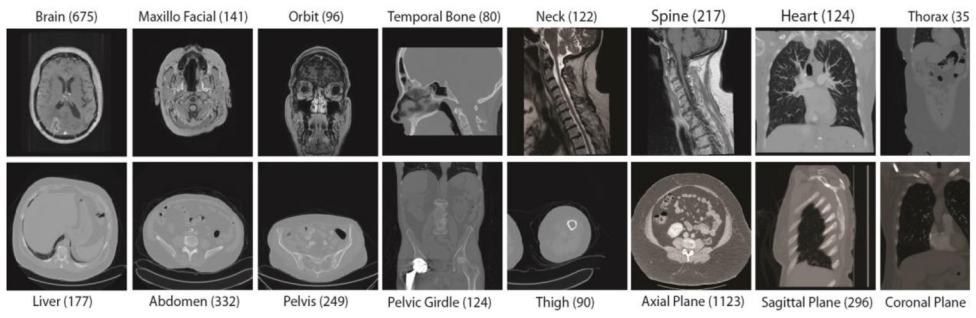 Brain (675)
Maxillo Facial (141)
Orbit (96)
Temporal Bone (80)
Neck (122)
Spine (217)
Heart (124)
Thorax (35
Liver (177)
Abdomen (332)
Pelvis (249)
Pelvic Girdle (124)
Thigh (90)
Axial Plane (1123)
Sagittal Plane (296)
Coronal Plane